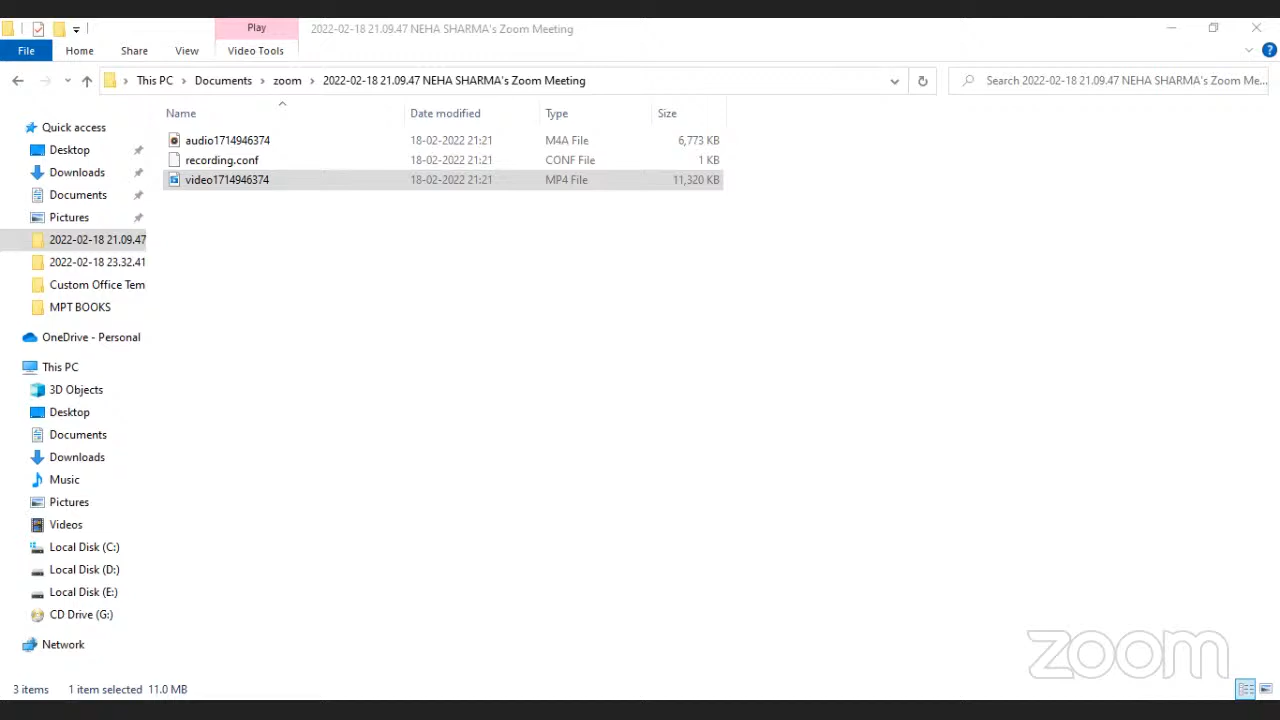 Play
2022-02-18 21.09.47 NEHA SHARMA's Zoom Meeting
File Home Share View Video Tools
This PC Documents zoom 2022-02-18 21.09.47 NEHA SHARMA's Zoom Meeting
Search 2022-02-18 21.09.47 NEHA SHARMA's Zoom Me...
Name Date modified Type Size
audio1714946374 18-02-2022 21:21 M4A File 6,773 KB
recording.conf 18-02-2022 21:21 CONF File 1 KB
video1714946374 18-02-2022 21:21 MP4 File 11,320 KB
Quick access
Desktop
Downloads
Documents
Pictures
2022-02-18 21.09.47
2022-02-18 23.32.41
Custom Office Tem
MPT BOOKS
OneDrive - Personal
This PC
3D Objects
Desktop
Documents
Downloads
Music
Pictures
Videos
Local Disk (C:)
Local Disk (D:)
Local Disk (E:)
CD Drive (G:)
Network
zoom
3 items 1 item selected 11.0 MB